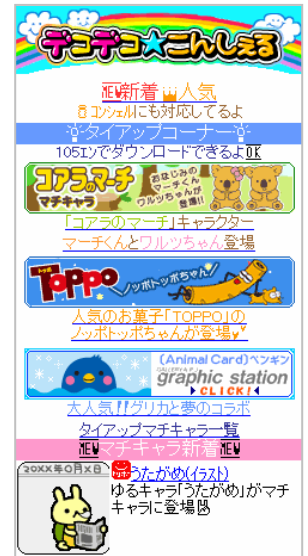 デコデコ☆こんしぇる
NEW新着 人気
iコンシェルにも対応してるよ
タイアップコーナー
105エンでダウンロードできるよOK
コアラのマーチ
マチキャラ
おなじみの
マーチくん
ワルツちゃんが
登場!!
「コアラのマーチ」キャラクター
マーチくんとワルツちゃん登場
トッポ
TOPPO
ノッポトッポちゃん!
人気のお菓子「TOPPO」の
ノッポトッポちゃんが登場
(Animal Card)ペンギン
GALLERY & P
graphic station
CLICK!
大人気!!グリカと夢のコラボ
タイアップマチキャラ一覧
NEWマチキャラ新着NEW
20XX年0月X日
うたがめ(イラスト)
ゆるキャラ「うたがめ」がマチ
キャラに登場